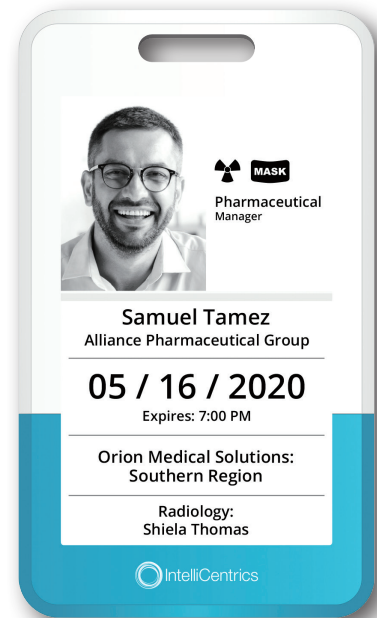 MASK
Pharmaceutical
Manager
Samuel Tamez
Alliance Pharmaceutical Group
05 / 16 / 2020
Expires: 7:00 PM
Orion Medical Solutions:
Southern Region
Radiology:
Shiela Thomas
IntelliCentrics